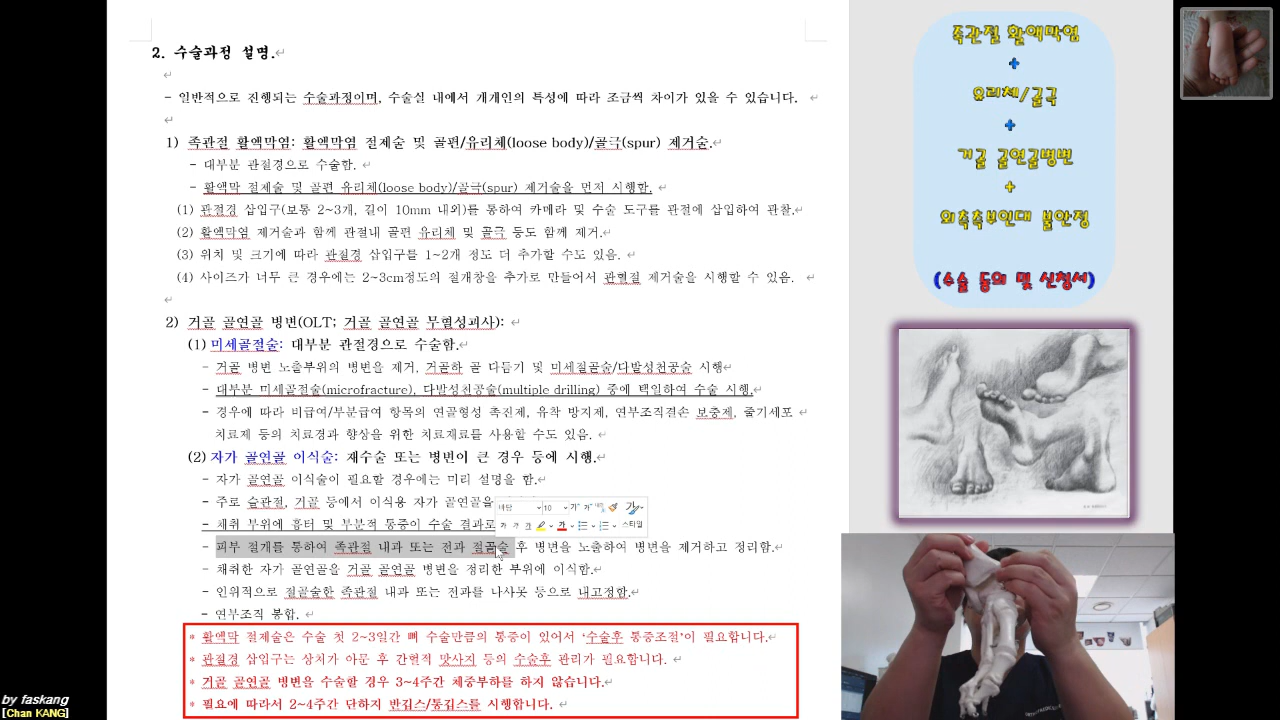 2. 수술과정 설명.
- 일반적으로 진행되는 수술과정이며, 수술실 내에서 개개인의 특성에 따라 조금씩 차이가 있을 수 있습니다.
1) 족관절 활액막염: 활액막염 절제술 및 골편/유리체(loose body)/골극(spur) 제거술.
- 대부분 관절경으로 수술함.
- 활액막 절제술 및 골편 유리체(loose body)/골극(spur) 제거술을 먼저 시행함.
(1) 관절경 삽입구(보통 2~3개, 길이 10mm 내외)를 통하여 카메라 및 수술 도구를 관절에 삽입하여 관찰.
(2) 활액막염 제거술과 함께 관절내 골편 유리체 및 골극 등도 함께 제거.
(3) 위치 및 크기에 따라 관절경 삽입구를 1~2개 정도 더 추가할 수도 있음.
(4) 사이즈가 너무 큰 경우에는 2~3cm정도의 절개창을 추가로 만들어서 관혈절 제거술을 시행할 수 있음.
2) 거골 골연골 병변(OLT; 거골 골연골 무혈성괴사):
(1) 미세골절술: 대부분 관절경으로 수술함.
- 거골 병변 노출부위의 병변을 제거, 거골하 골 다듬기 및 미세절골술/다발성천공술 시행
- 대부분 미세골절술(microfracture), 다발성천공술(multiple drilling) 중에 택일하여 수술 시행.
- 경우에 따라 비급여/부분급여 항목의 연골형성 촉진제, 유착 방지제, 연부조직결손 보충제, 줄기세포
치료제 등의 치료경과 향상을 위한 치료재료를 사용할 수도 있음.
(2) 자가 골연골 이식술: 재수술 또는 병변이 큰 경우 등에 시행.
- 자가 골연골 이식술이 필요할 경우에는 미리 설명을 함.
- 주로 슬관절, 거골 등에서 이식용 자가 골연골을
- 채취 부위에 흉터 및 부분적 통증이 수술 결과로
- 피부 절개를 통하여 족관절 내과 또는 전과 절골술 후 병변을 노출하여 병변을 제거하고 정리함.
- 채취한 자가 골연골을 거골 골연골 병변을 정리한 부위에 이식함.
- 인위적으로 절골술한 족관절 내과 또는 전과를 나사못 등으로 내고정함.
- 연부조직 봉합.
* 활액막 절제술은 수술 첫 2~3일간 뼈 수술만큼의 통증이 있어서 '수술후 통증조절'이 필요합니다.
* 관절경 삽입구는 상처가 아문 후 간헐적 맛사지 등의 수술후 관리가 필요합니다.
* 거골 골연골 병변을 수술할 경우 3~4주간 체중부하를 하지 않습니다.
* 필요에 따라서 2~4주간 단하지 반깁스/통깁스를 시행합니다.
바탕 10
스타일
족관절 활액막염
+
유리체/골극
+
거골 골연골병변
+
외측측부인대 불안정
(수술 동의 및 신청서)
by faskang
[Chan KANG]